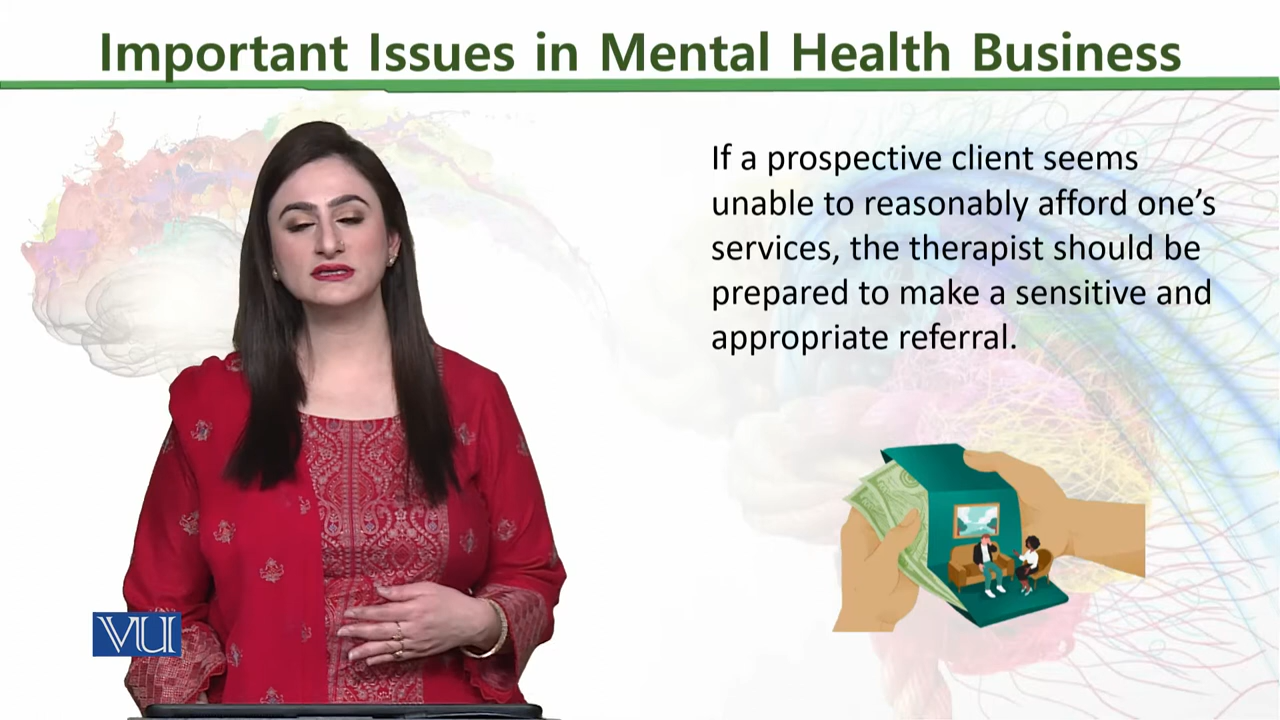 Important Issues in Mental Health Business
If a prospective client seems
unable to reasonably afford one's
services, the therapist should be
prepared to make a sensitive and
appropriate referral.
VU